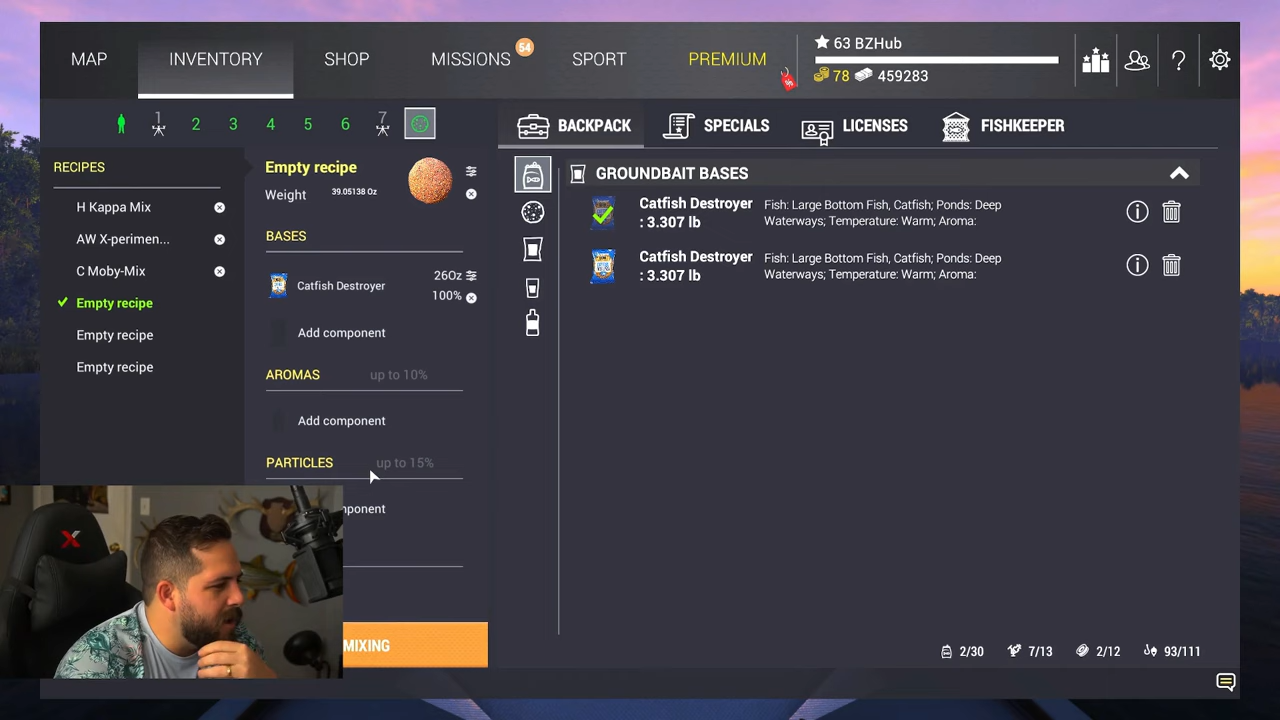 MAP
INVENTORY
SHOP
MISSIONS
54
SPORT
PREMIUM
63 BZHub
78 459283
1
2
3
4
5
6
7
BACKPACK
SPECIALS
LICENSES
FISHKEEPER
RECIPES
H Kappa Mix
AW X-perimen...
C Moby-Mix
Empty recipe
Empty recipe
Empty recipe
Empty recipe
Weight 39.05138 Oz
BASES
Catfish Destroyer
26Oz
100%
Add component
AROMAS up to 10%
Add component
PARTICLES up to 15%
ponent
MIXING
GROUNDBAIT BASES
Catfish Destroyer
: 3.307 lb
Fish: Large Bottom Fish, Catfish; Ponds: Deep
Waterways; Temperature: Warm; Aroma:
Catfish Destroyer
: 3.307 lb
Fish: Large Bottom Fish, Catfish; Ponds: Deep
Waterways; Temperature: Warm; Aroma:
2/30 7/13 2/12 93/111
X